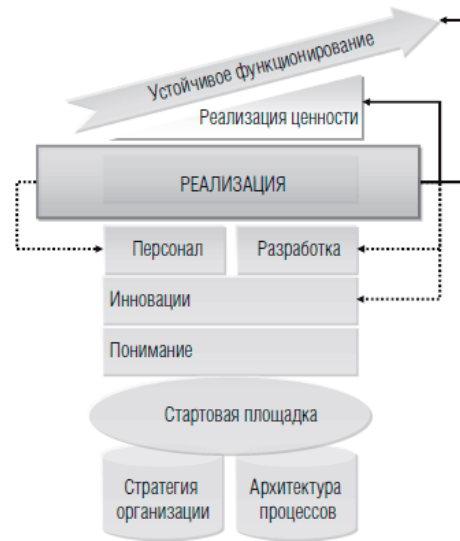 Устойчивое функционирование
Реализация ценности
РЕАЛИЗАЦИЯ
Персонал
Разработка
Инновации
Понимание
Стартовая площадка
Стратегия
организации
Архитектура
процессов